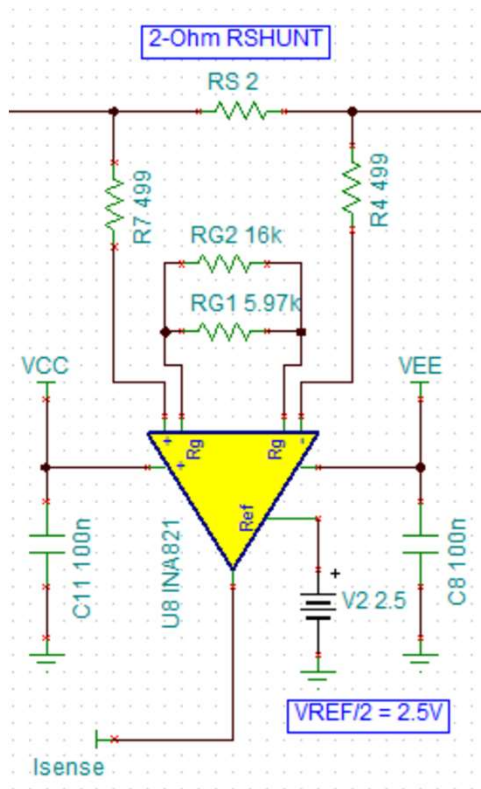 2-Ohm RSHUNT
RS 2
R7 499
R4 499
RG2 16k
RG1 5.97k
VCC
VEE
+
Rg
Rg
-
+
Ref
C11 100n
U8 INA821
+
V2 2.5
C8 100n
VREF/2 = 2.5V
Isense